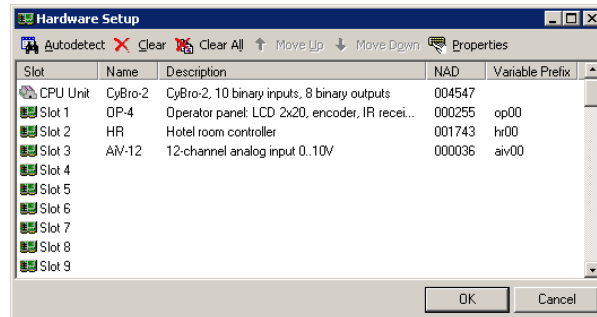 Hardware Setup
Autodetect Clear Clear All Move Up Move Down Properties
Slot Name Description NAD Variable Prefix
CPU Unit CyBro-2 CyBro-2, 10 binary inputs, 8 binary outputs 004547
Slot 1 OP-4 Operator panel: LCD 2x20, encoder, IR recei... 000255 op00
Slot 2 HR Hotel room controller 001743 hr00
Slot 3 AiV-12 12-channel analog input 0..10V 000036 aiv00
Slot 4
Slot 5
Slot 6
Slot 7
Slot 8
Slot 9
OK Cancel